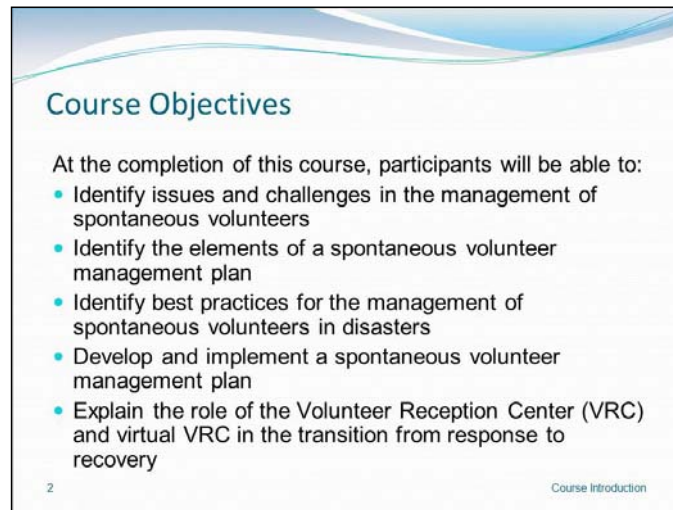 Course Objectives
At the completion of this course, participants will be able to:
• Identify issues and challenges in the management of
spontaneous volunteers
• Identify the elements of a spontaneous volunteer
management plan
• Identify best practices for the management of
spontaneous volunteers in disasters
• Develop and implement a spontaneous volunteer
management plan
• Explain the role of the Volunteer Reception Center (VRC)
and virtual VRC in the transition from response to
recovery
2 Course Introduction